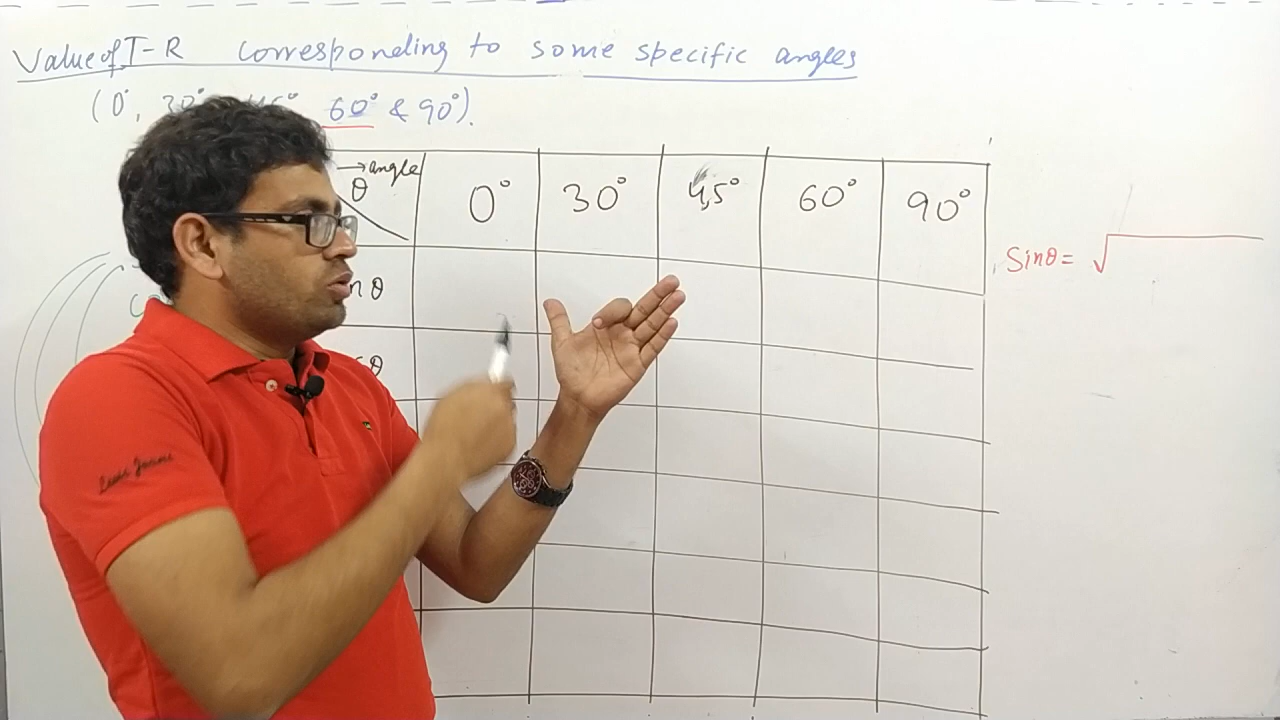 Value of T-R Corresponding to some specific angles
(0°, 30° 45° 60° & 90°).
→angle
θ
0° 30° 45° 60° 90°
Sinθ = √
nθ
θ